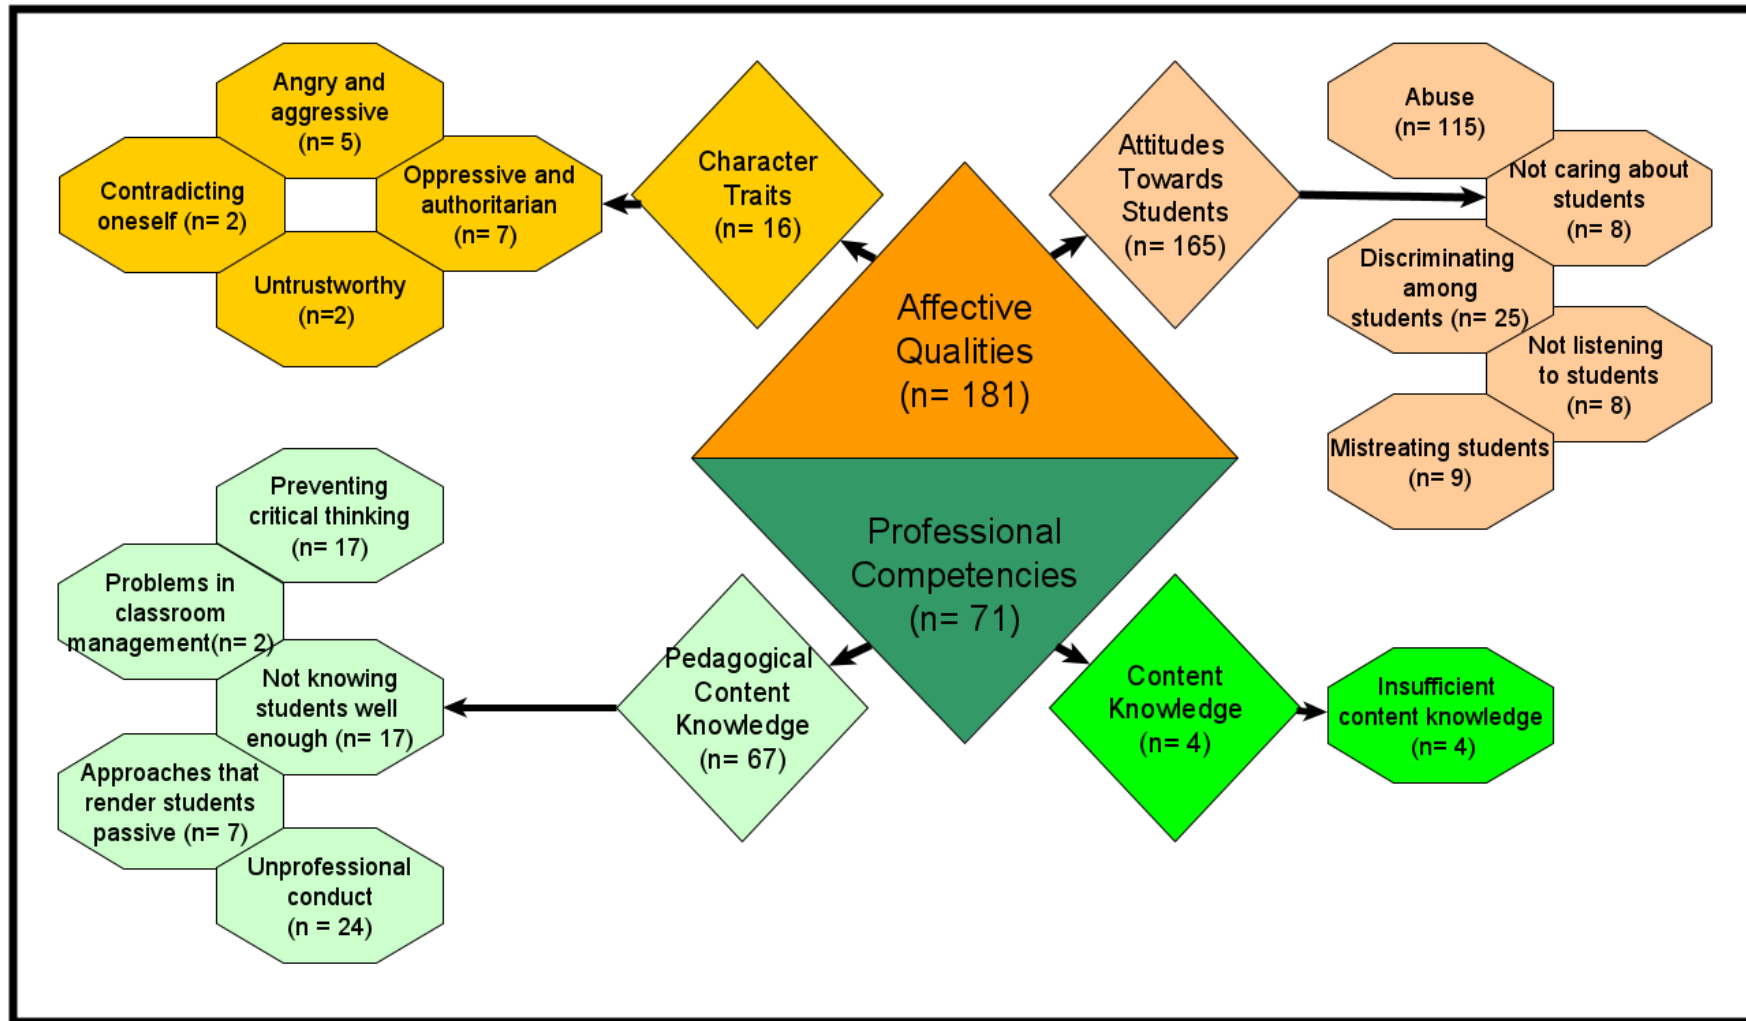 Angry and
aggressive
(n= 5)
Contradicting
oneself (n= 2)
Oppressive and
authoritarian
(n= 7)
Untrustworthy
(n=2)
Character
Traits
(n= 16)
Attitudes
Towards
Students
(n= 165)
Abuse
(n= 115)
Not caring about
students
(n= 8)
Discriminating
among
students (n= 25)
Not listening
to students
(n= 8)
Mistreating students
(n= 9)
Affective
Qualities
(n= 181)
Professional
Competencies
(n= 71)
Preventing
critical thinking
(n= 17)
Problems in
classroom
management(n= 2)
Not knowing
students well
enough (n= 17)
Approaches that
render students
passive (n= 7)
Unprofessional
conduct
(n = 24)
Pedagogical
Content
Knowledge
(n= 67)
Content
Knowledge
(n= 4)
Insufficient
content knowledge
(n= 4)